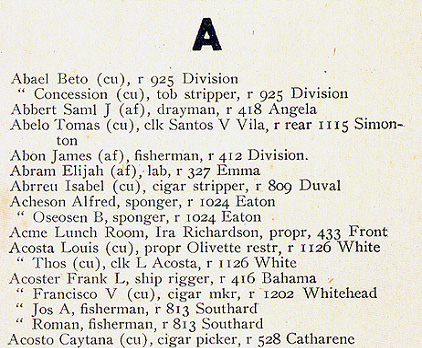 A
Abael Beto (cu), r 925 Division
“ Concession (cu), tob stripper, r 925 Division
Abbert Saml J (af), drayman, r 418 Angela
Abelo Tomas (cu), clk Santos V Vila, r rear 1115 Simon-
ton
Abon James (af), fisherman, r 412 Division.
Abram Elijah (af), lab, r 327 Emma
Abrreu Isabel (cu), cigar stripper, r 809 Duval
Acheson Alfred, sponger, r 1024 Eaton
“ Oseosen B, sponger, r 1024 Eaton
Acme Lunch Room, Ira Richardson, propr, 433 Front
Acosta Louis (cu), propr Olivette restr, r 1126 White
“ Thos (cu), clk L Acosta, r 1126 White
Acoster Frank L, ship rigger, r 416 Bahama
“ Francisco V (cu), cigar mkr, r 1202 Whitehead
“ Jos A, fisherman, r 813 Southard
“ Roman, fisherman, r 813 Southard
Acosto Caytana (cu), cigar picker, r 528 Catharene